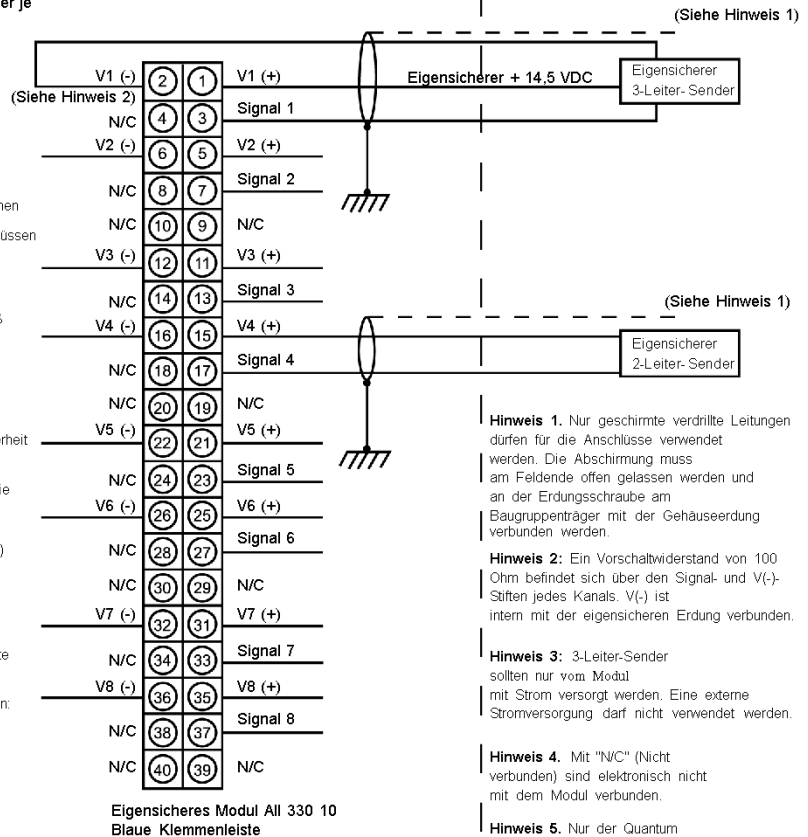 er je
(Siehe Hinweis 1)
V1 (-) 2 1 V1 (+) Eigensicherer + 14,5 VDC Eigensicherer
3-Leiter- Sender
(Siehe Hinweis 2)
N/C 4 3 Signal 1
V2 (-) 6 5 V2 (+)
N/C 8 7 Signal 2
nen
N/C 10 9 N/C
üssen
V3 (-) 12 11 V3 (+)
N/C 14 13 Signal 3
(Siehe Hinweis 1)
V4 (-) 16 15 V4 (+)
Eigensicherer
2-Leiter- Sender
N/C 18 17 Signal 4
N/C 20 19 N/C
V5 (-) 22 21 V5 (+)
erheit
N/C 24 23 Signal 5
ie
V6 (-) 26 25 V6 (+)
N/C 28 27 Signal 6
)
N/C 30 29 N/C
V7 (-) 32 31 V7 (+)
N/C 34 33 Signal 7
te
V8 (-) 36 35 V8 (+)
n:
N/C 38 37 Signal 8
N/C 40 39 N/C
Eigensicheres Modul AII 330 10
Blaue Klemmenleiste
Hinweis 1. Nur geschirmte verdrillte Leitungen
dürfen für die Anschlüsse verwendet
werden. Die Abschirmung muss
am Feldende offen gelassen werden und
an der Erdungsschraube am
Baugruppenträger mit der Gehäuseerdung
verbunden werden.
Hinweis 2: Ein Vorschaltwiderstand von 100
Ohm befindet sich über den Signal- und V(-)-
Stiften jedes Kanals. V(-) ist
intern mit der eigensicheren Erdung verbunden.
Hinweis 3: 3-Leiter-Sender
sollten nur vom Modul
mit Strom versorgt werden. Eine externe
Stromversorgung darf nicht verwendet werden.
Hinweis 4. Mit "N/C" (Nicht
verbunden) sind elektronisch nicht
mit dem Modul verbunden.
Hinweis 5. Nur der Quantum